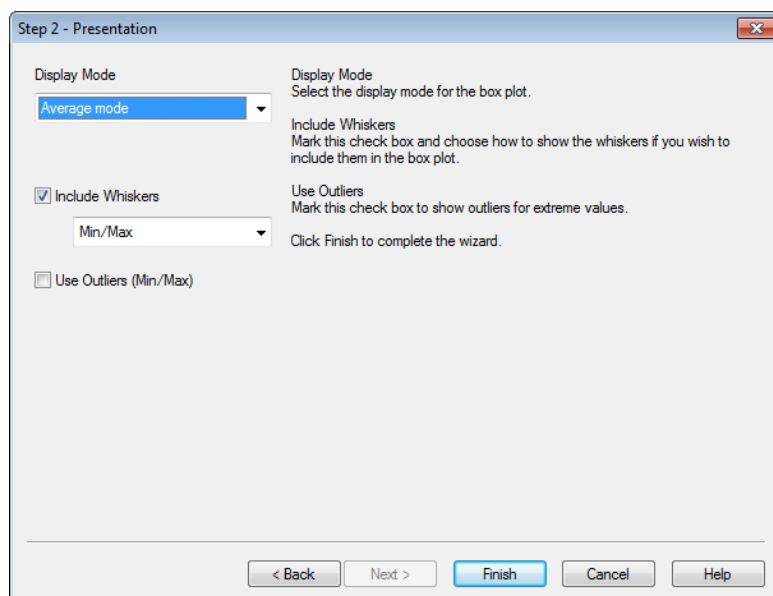 Step 2 - Presentation
Display Mode
Average mode
Include Whiskers
Min/Max
Use Outliers (Min/Max)
Display Mode
Select the display mode for the box plot.
Include Whiskers
Mark this check box and choose how to show the whiskers if you wish to
include them in the box plot.
Use Outliers
Mark this check box to show outliers for extreme values.
Click Finish to complete the wizard.
< Back
Next >
Finish
Cancel
Help